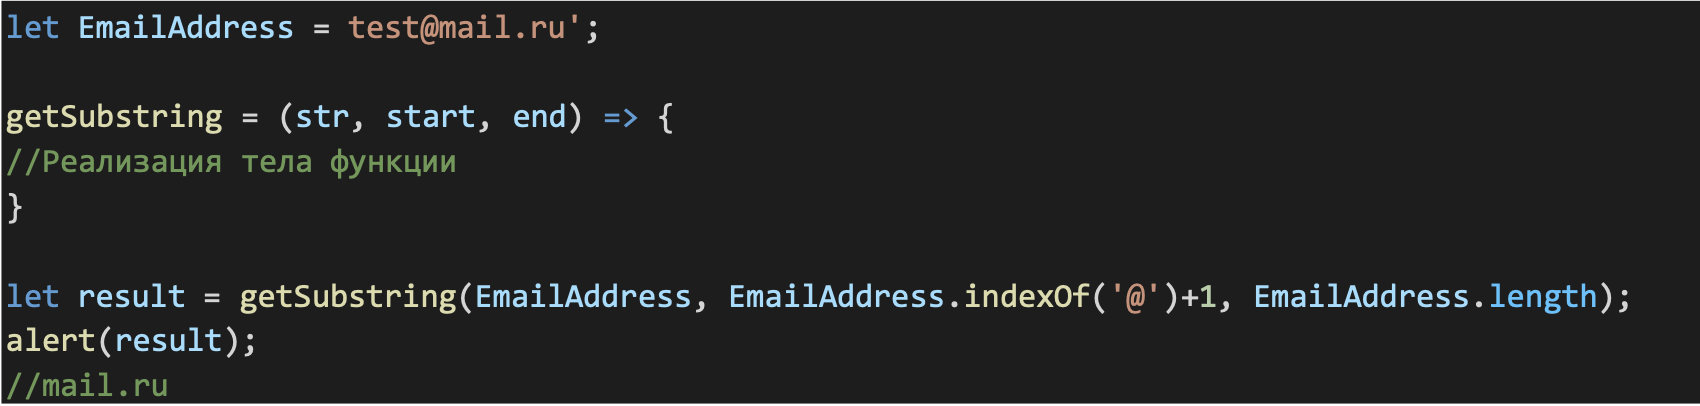 let EmailAddress = test@mail.ru';
getSubstring = (str, start, end) => {
//Реализация тела функции
}
let result = getSubstring(EmailAddress, EmailAddress.indexOf('@')+1, EmailAddress.length);
alert(result);
//mail.ru